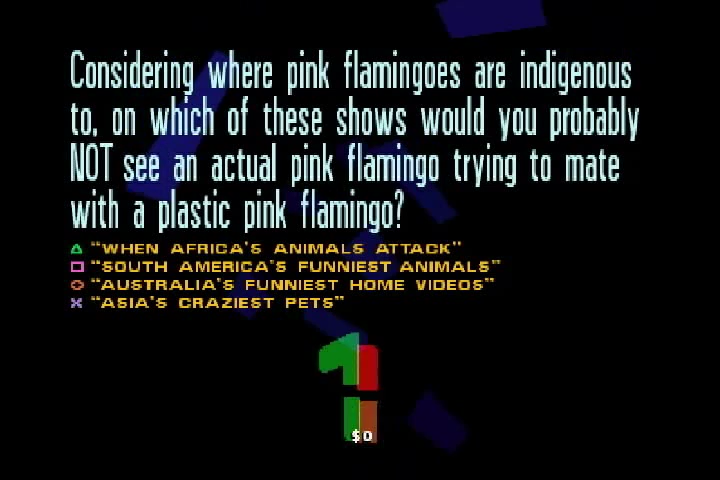 Considering where pink flamingoes are indigenous
to, on which of these shows would you probably
NOT see an actual pink flamingo trying to mate
with a plastic pink flamingo?
"WHEN AFRICA'S ANIMALS ATTACK"
"SOUTH AMERICA'S FUNNIEST ANIMALS"
"AUSTRALIA'S FUNNIEST HOME VIDEOS"
"ASIA'S CRAZIEST PETS"
1
$0